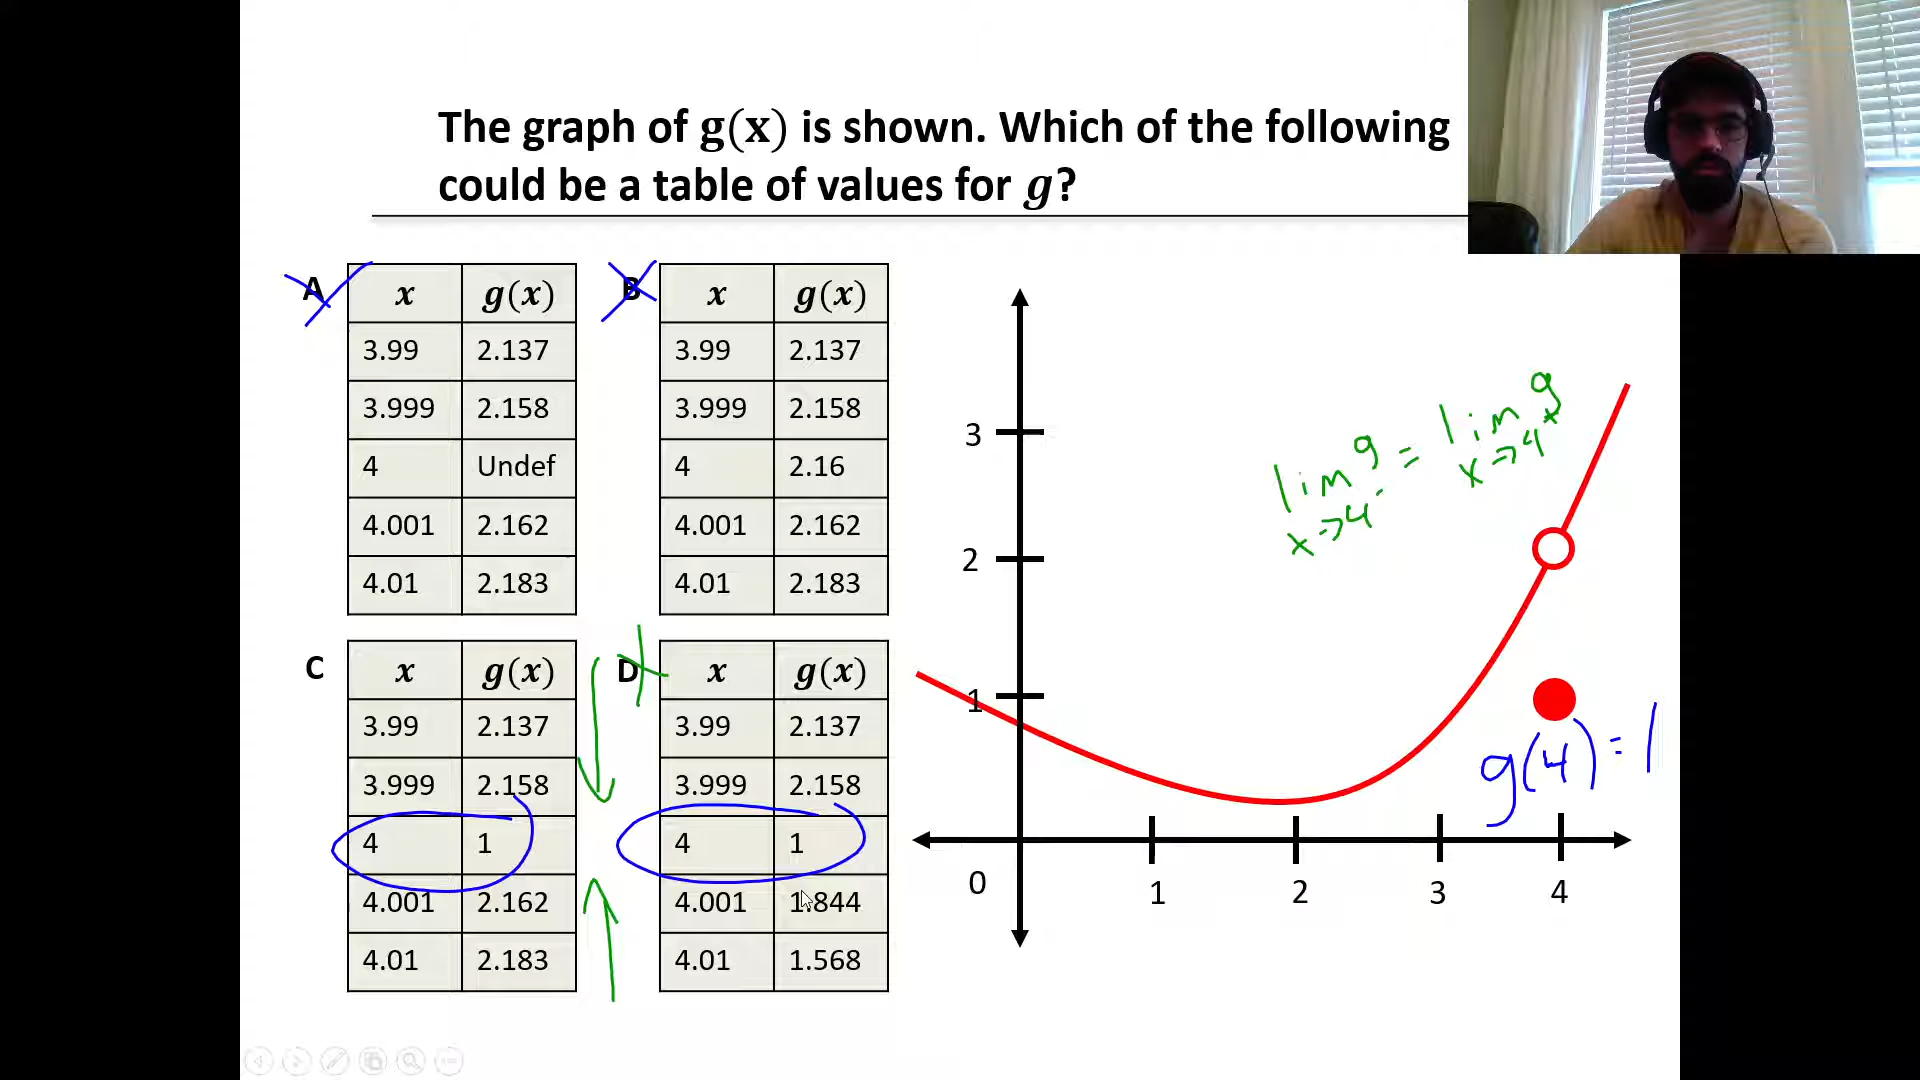 The graph of g(x) is shown. Which of the following
could be a table of values for g?
A
x g(x)
3.99 2.137
3.999 2.158
4 Undef
4.001 2.162
4.01 2.183
B
x g(x)
3.99 2.137
3.999 2.158
4 2.16
4.001 2.162
4.01 2.183
C
x g(x)
3.99 2.137
3.999 2.158
4 1
4.001 2.162
4.01 2.183
D
x g(x)
3.99 2.137
3.999 2.158
4 1
4.001 1.844
4.01 1.568
3
2
1
0 1 2 3 4
lim g = lim g
x→4⁻ x→4⁺
g(4) = 1